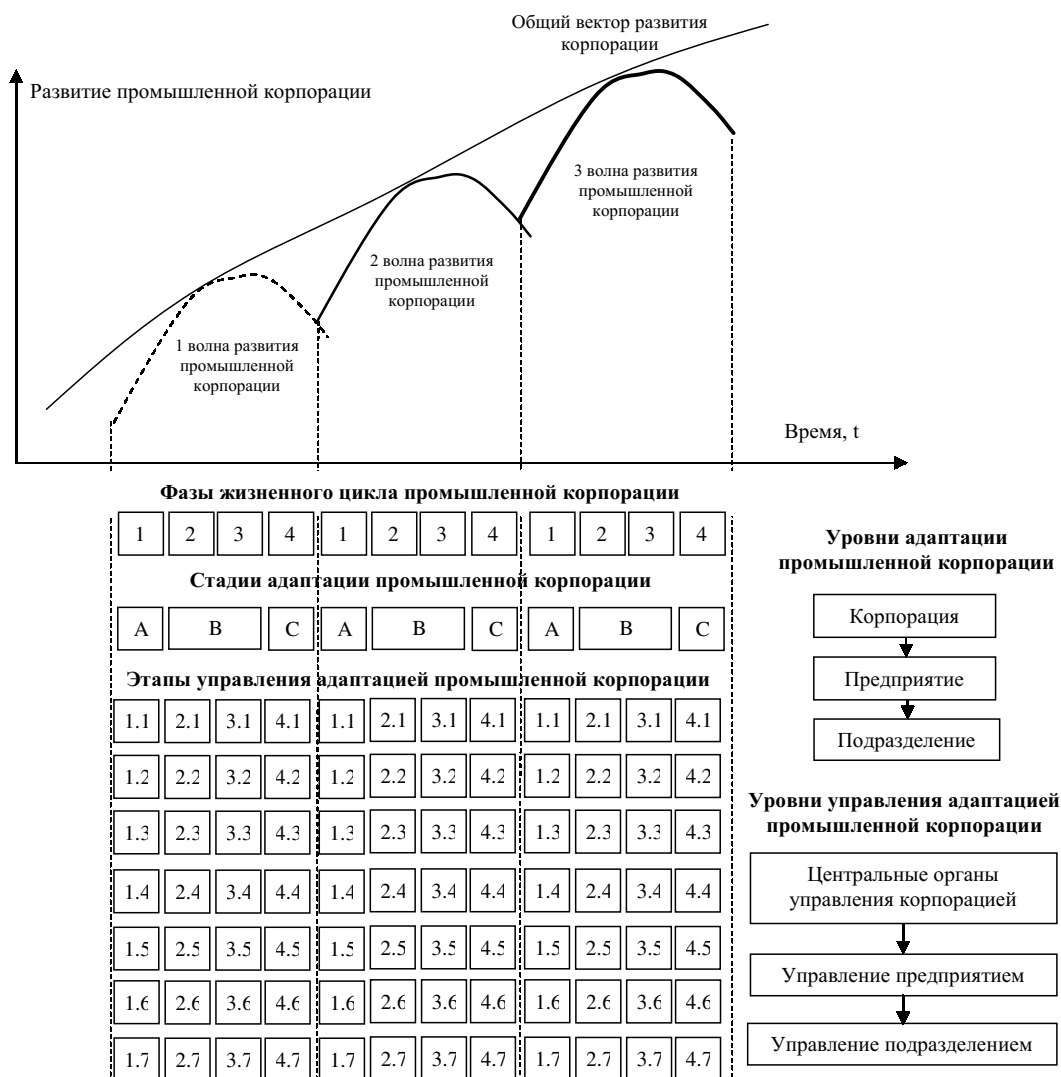 Общий вектор развития
корпорации
Развитие промышленной корпорации
3 волна развития
промышленной
корпорации
2 волна развития
промышленной
корпорации
1 волна развития
промышленной
корпорации
Время, t
Фазы жизненного цикла промышленной корпорации
1 2 3 4 1 2 3 4 1 2 3 4
Стадии адаптации промышленной корпорации
А В С А В С А В С
Этапы управления адаптацией промышленной корпорации
1.1 2.1 3.1 4.1 1.1 2.1 3.1 4.1 1.1 2.1 3.1 4.1
1.2 2.2 3.2 4.2 1.2 2.2 3.2 4.2 1.2 2.2 3.2 4.2
1.3 2.3 3.3 4.3 1.3 2.3 3.3 4.3 1.3 2.3 3.3 4.3
1.4 2.4 3.4 4.4 1.4 2.4 3.4 4.4 1.4 2.4 3.4 4.4
1.5 2.5 3.5 4.5 1.5 2.5 3.5 4.5 1.5 2.5 3.5 4.5
1.6 2.6 3.6 4.6 1.6 2.6 3.6 4.6 1.6 2.6 3.6 4.6
1.7 2.7 3.7 4.7 1.7 2.7 3.7 4.7 1.7 2.7 3.7 4.7
Уровни адаптации
промышленной корпорации
Корпорация
Предприятие
Подразделение
Уровни управления адаптацией
промышленной корпорации
Центральные органы
управления корпорацией
Управление предприятием
Управление подразделением